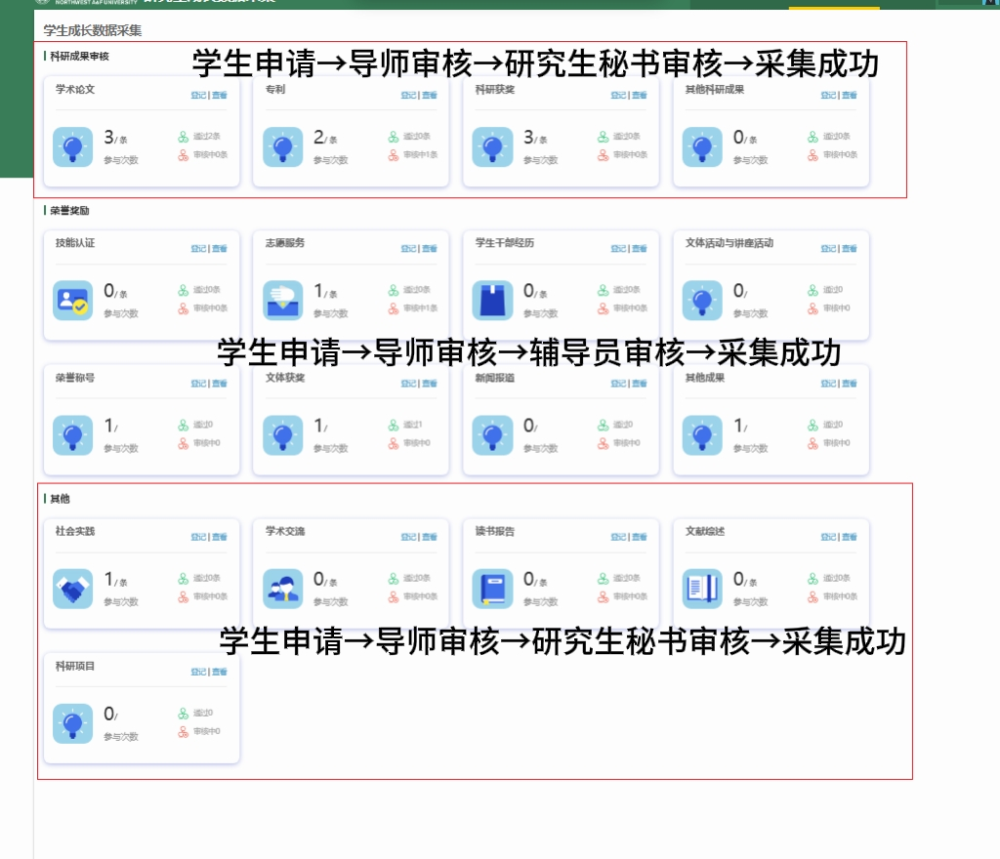 NORTHWEST A&F UNIVERSITY
学生成长数据采集
科研成果审核
学生申请→导师审核→研究生秘书审核→采集成功
学术论文 登记 | 查看
3/条 通过2条
参与次数 审核中0条
专利 登记 | 查看
2/条 通过0条
参与次数 审核中1条
科研获奖 登记 | 查看
3/条 通过0条
参与次数 审核中0条
其他科研成果 登记 | 查看
0/条 通过0条
参与次数 审核中0条
荣誉奖励
技能认证 登记 | 查看
0/条 通过0条
参与次数 审核中0条
志愿服务 登记 | 查看
1/条 通过0条
参与次数 审核中1条
学生干部经历 登记 | 查看
0/条 通过0条
参与次数 审核中0条
文体活动与讲座活动 登记 | 查看
0/ 通过0
参与次数 审核中0
学生申请→导师审核→辅导员审核→采集成功
荣誉称号 登记 | 查看
1/ 通过0
参与次数 审核中0
文体获奖 登记 | 查看
1/ 通过1
参与次数 审核中0
新闻报道 登记 | 查看
0/ 通过0
参与次数 审核中0
其他成果 登记 | 查看
1/ 通过0
参与次数 审核中0
其他
社会实践 登记 | 查看
1/条 通过0条
参与次数 审核中0条
学术交流 登记 | 查看
0/条 通过0条
参与次数 审核中0条
读书报告 登记 | 查看
0/条 通过0条
参与次数 审核中0条
文献综述 登记 | 查看
0/条 通过0条
参与次数 审核中0条
学生申请→导师审核→研究生秘书审核→采集成功
科研项目 登记 | 查看
0/ 通过0
参与次数 审核中0